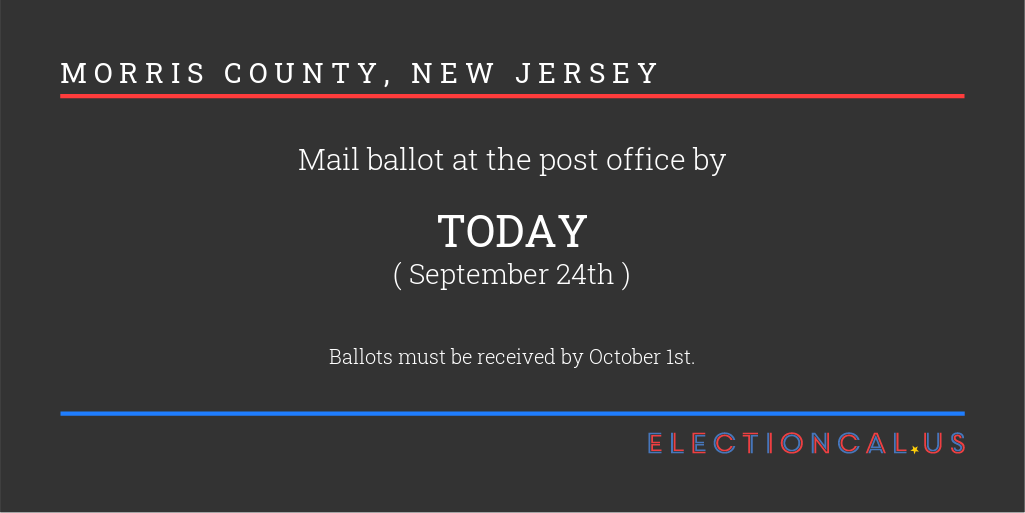 MORRIS COUNTY, NEW JERSEY
Mail ballot at the post office by
TODAY
( September 24th )
Ballots must be received by October 1st.
ELECTIONCAL.US